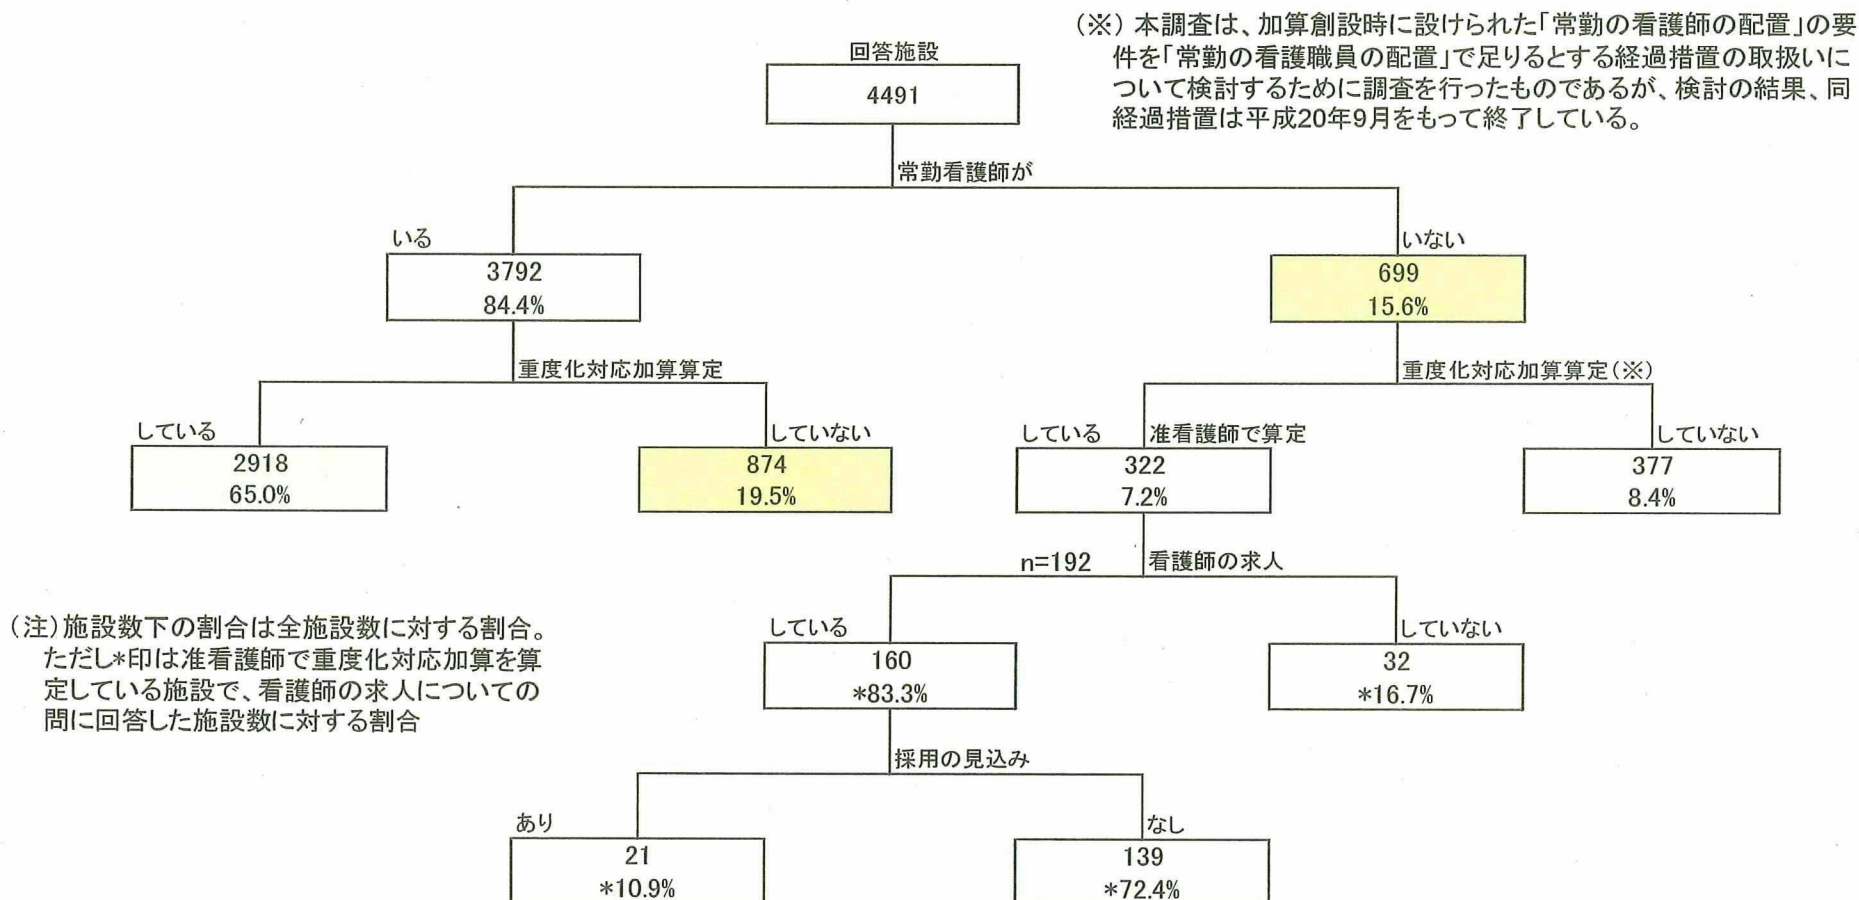 (※) 本調査は、加算創設時に設けられた「常勤の看護師の配置」の要
件を「常勤の看護職員の配置」で足りるとする経過措置の取扱いに
ついて検討するために調査を行ったものであるが、検討の結果、同
経過措置は平成20年9月をもって終了している。
回答施設
4491
常勤看護師が
いる
3792
84.4%
いない
699
15.6%
重度化対応加算算定
重度化対応加算算定(※)
している
2918
65.0%
していない
874
19.5%
している 准看護師で算定
322
7.2%
していない
377
8.4%
n=192 看護師の求人
(注)施設数下の割合は全施設数に対する割合。
ただし*印は准看護師で重度化対応加算を算
定している施設で、看護師の求人についての
問に回答した施設数に対する割合
している
160
*83.3%
していない
32
*16.7%
採用の見込み
あり
21
*10.9%
なし
139
*72.4%